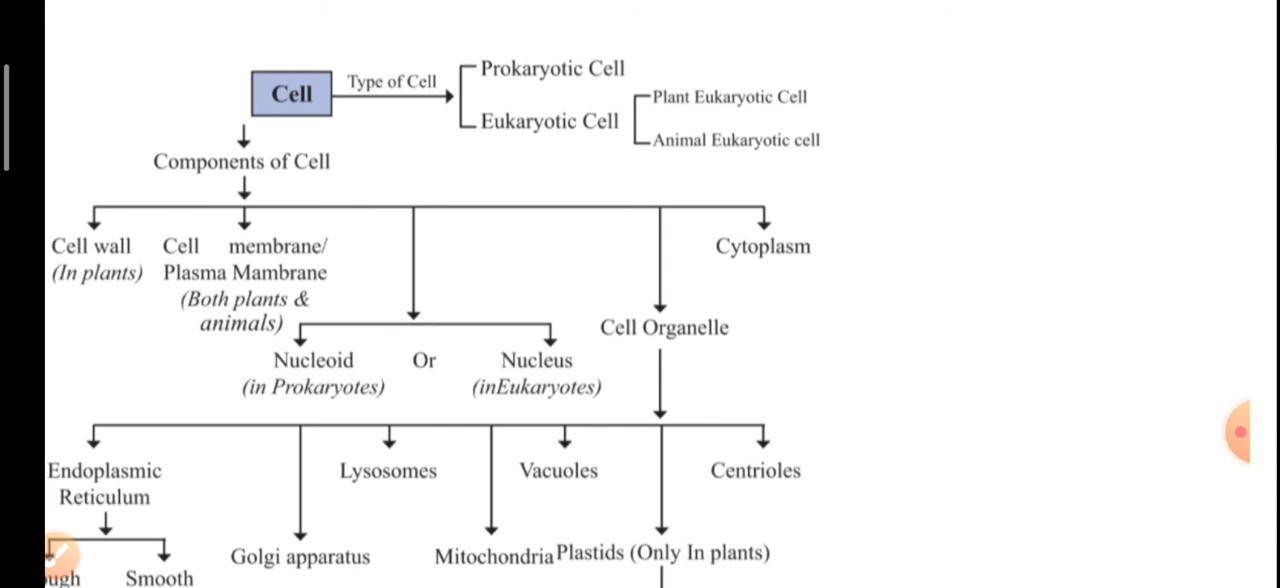 Cell
Type of Cell
Prokaryotic Cell
Eukaryotic Cell
Plant Eukaryotic Cell
Animal Eukaryotic cell
Components of Cell
Cell wall
(In plants)
Cell membrane/
Plasma Mambrane
(Both plants &
animals)
Cytoplasm
Cell Organelle
Nucleoid Or Nucleus
(in Prokaryotes) (inEukaryotes)
Endoplasmic
Reticulum
Lysosomes
Vacuoles
Centrioles
Golgi apparatus
Mitochondria
Plastids (Only In plants)
Smooth